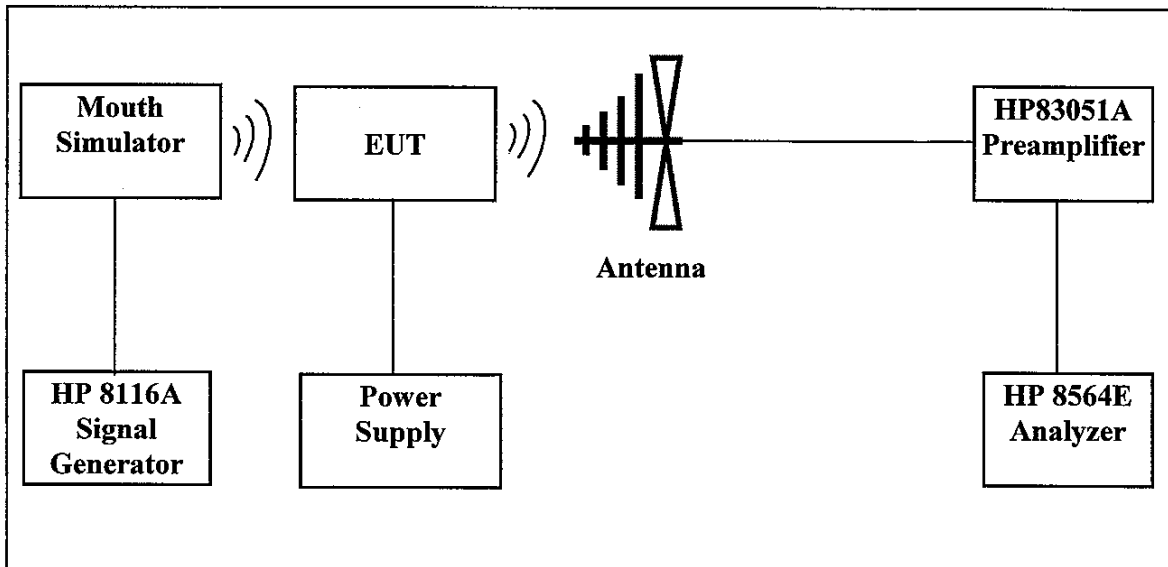 Mouth
Simulator
EUT
HP83051A
Preamplifier
Antenna
HP 8116A
Signal
Generator
Power
Supply
HP 8564E
Analyzer